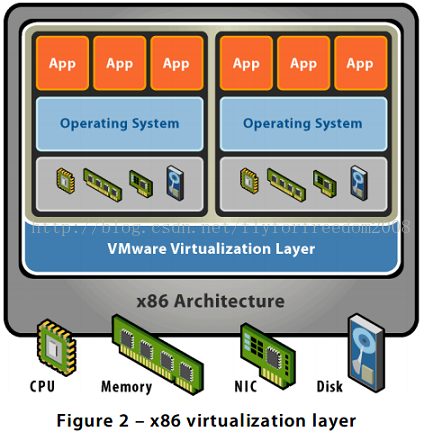 App App App App App App
Operating System Operating System
http://blog.csdn.net/flyforfreedom2008
VMware Virtualization Layer
x86 Architecture
CPU Memory NIC Disk
Figure 2 – x86 virtualization layer